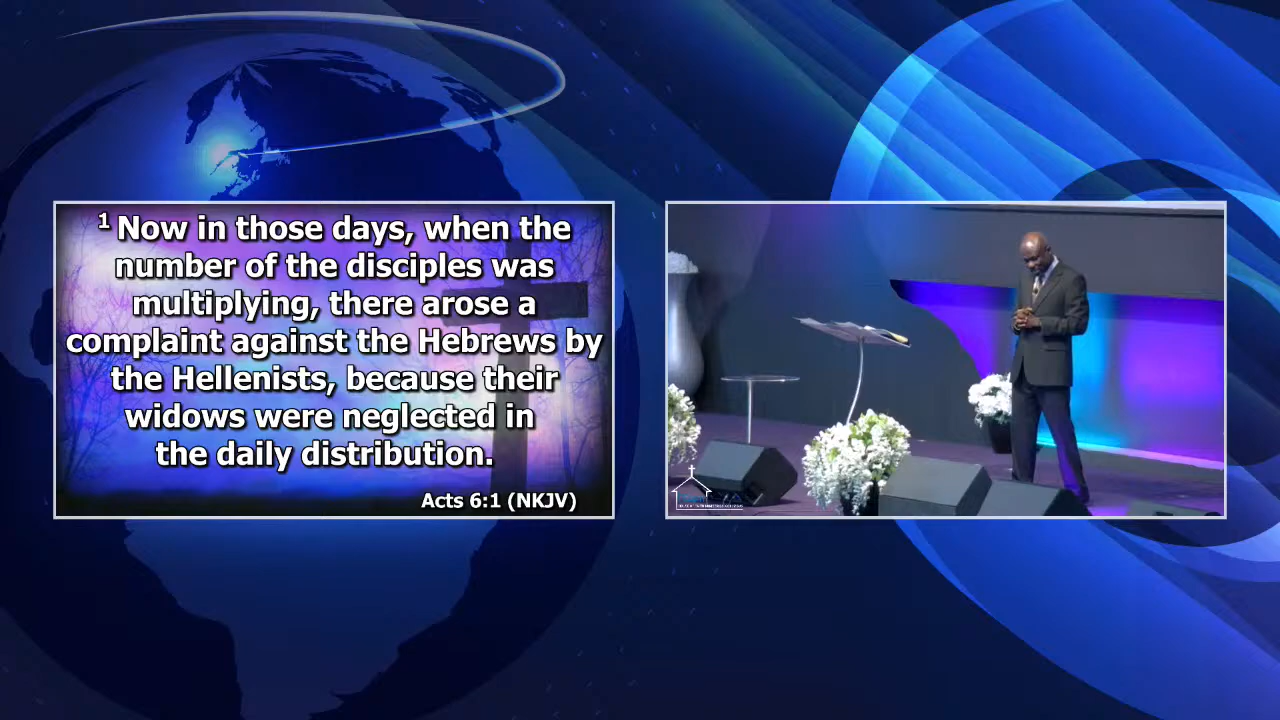 1 Now in those days, when the
number of the disciples was
multiplying, there arose a
complaint against the Hebrews by
the Hellenists, because their
widows were neglected in
the daily distribution.
Acts 6:1 (NKJV)